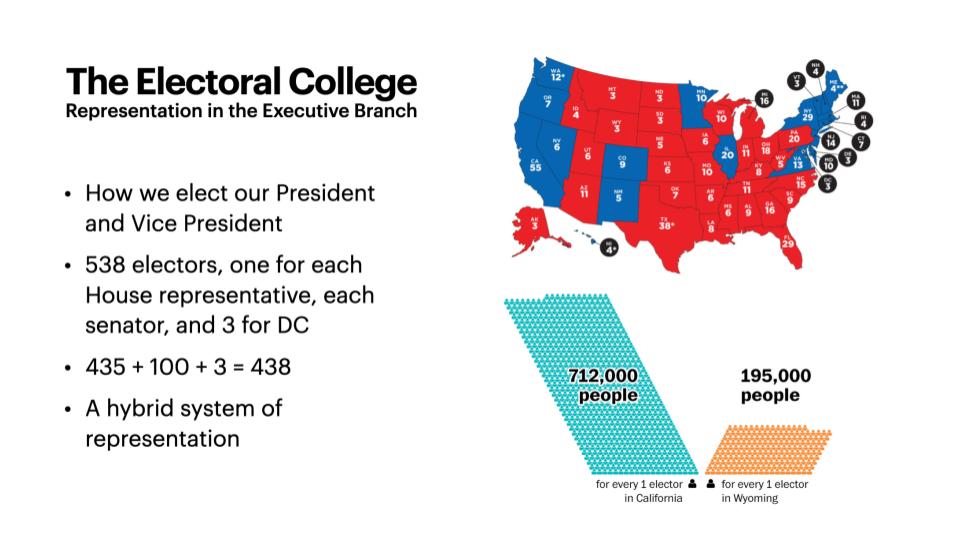 The Electoral College
Representation in the Executive Branch
• How we elect our President
and Vice President
• 538 electors, one for each
House representative, each
senator, and 3 for DC
• 435 + 100 + 3 = 438
• A hybrid system of
representation
WA
12*
OR
7
CA
55
NV
6
ID
4
MT
3
WY
3
UT
6
AZ
11
CO
9
NM
5
ND
3
SD
3
NE
5
KS
6
OK
7
TX
38*
MN
10
IA
6
MO
10
AR
6
LA
8
WI
10
IL
20
MI
16
IN
11
OH
18
KY
8
TN
11
MS
6
AL
9
GA
16
FL
29
SC
9
NC
15
VA
13
WV
5
PA
20
NY
29
VT
3
NH
4
ME
4**
MA
11
RI
4
CT
7
NJ
14
DE
3
MD
10
DC
3
AK
3
HI
4*
712,000
people
195,000
people
for every 1 elector
in California
for every 1 elector
in Wyoming